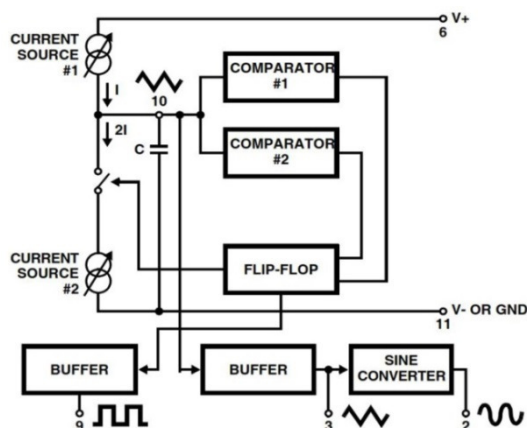 V+
6
CURRENT
SOURCE
#1
I
10
2I
C
COMPARATOR
#1
COMPARATOR
#2
CURRENT
SOURCE
#2
FLIP-FLOP
V- OR GND
11
BUFFER
BUFFER
SINE
CONVERTER
9
3
2